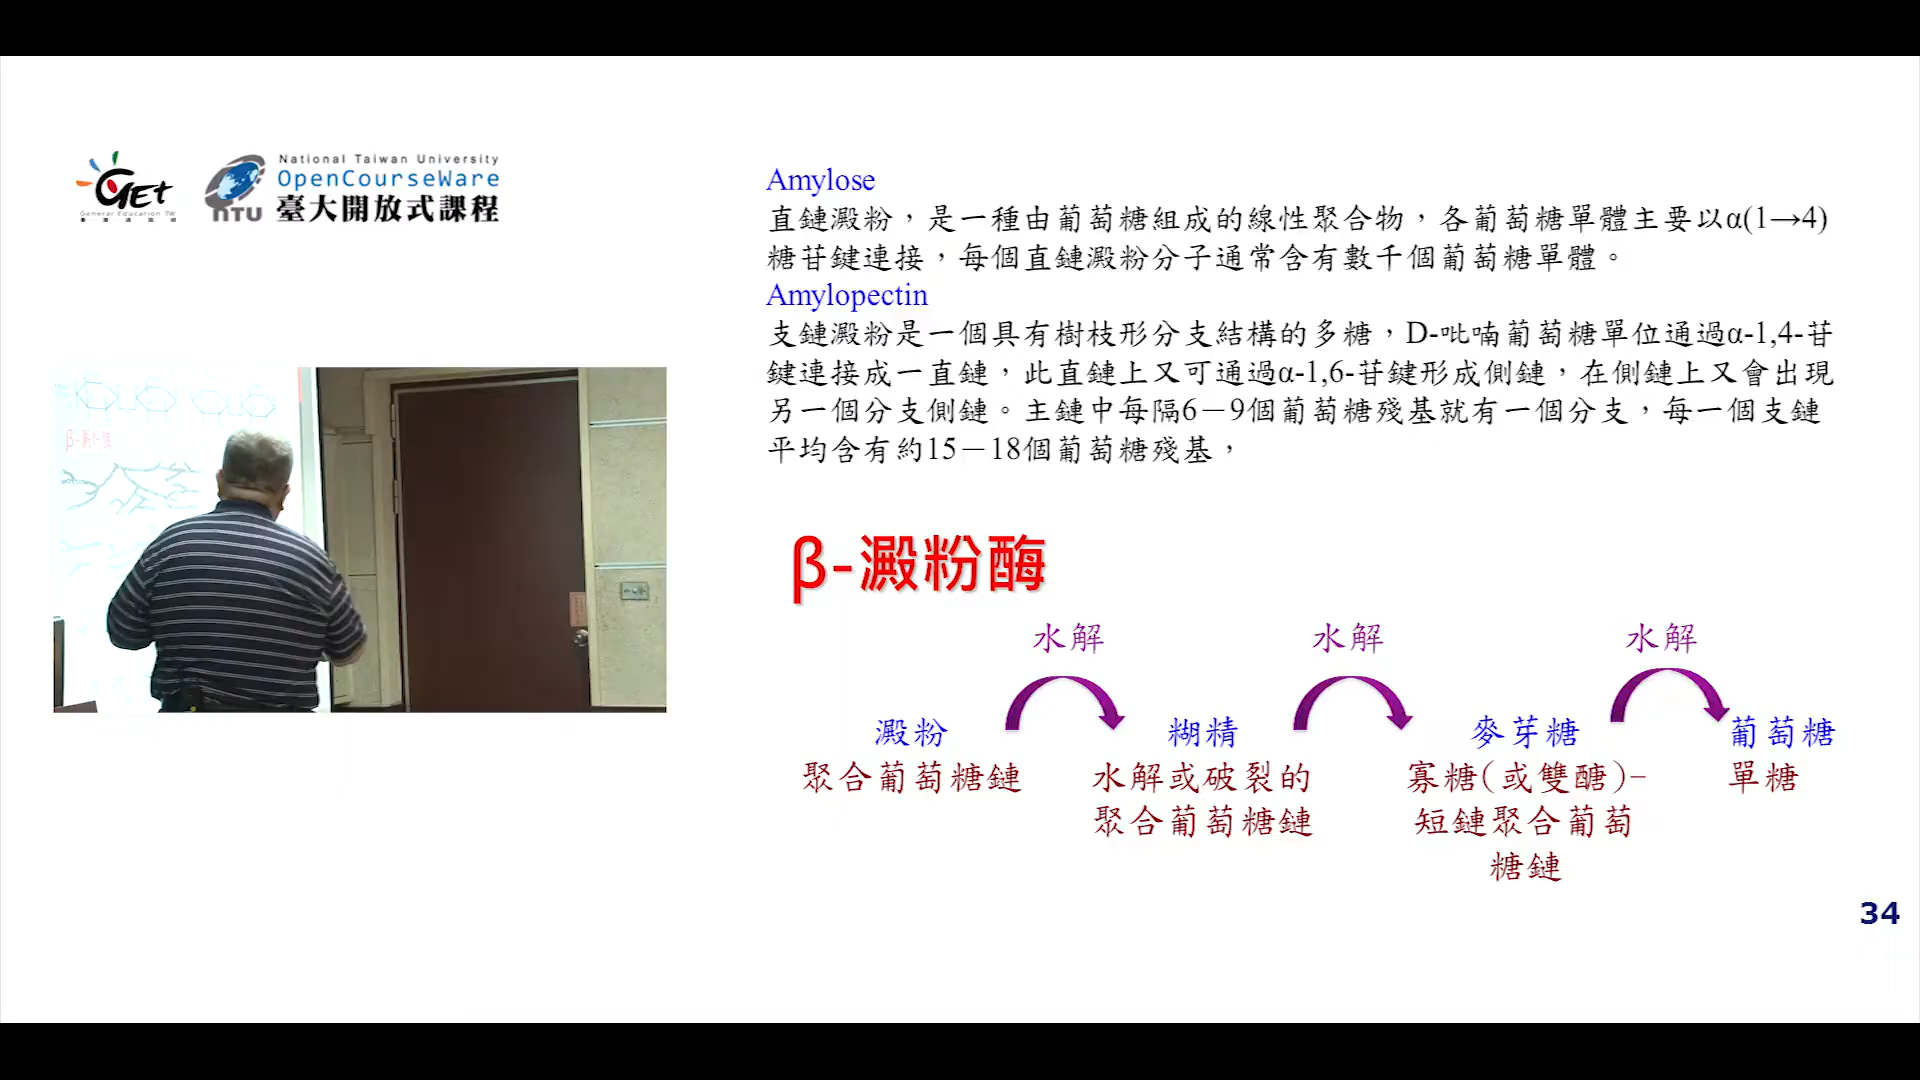 GEt
General Education TW
National Taiwan University
OpenCourseWare
NTU
臺大開放式課程
Amylose
直鏈澱粉，是一種由葡萄糖組成的線性聚合物，各葡萄糖單體主要以α(1→4)
糖苷鍵連接，每個直鏈澱粉分子通常含有數千個葡萄糖單體。
Amylopectin
支鏈澱粉是一個具有樹枝形分支結構的多糖，D-吡喃葡萄糖單位通過α-1,4-苷
鍵連接成一直鏈，此直鏈上又可通過α-1,6-苷鍵形成側鏈，在側鏈上又會出現
另一個分支側鏈。主鏈中每隔6－9個葡萄糖殘基就有一個分支，每一個支鏈
平均含有約15－18個葡萄糖殘基，
β-澱粉酶
β-澱粉酶
水解 水解 水解
澱粉 糊精 麥芽糖 葡萄糖
聚合葡萄糖鏈 水解或破裂的 寡糖(或雙醣)- 單糖
聚合葡萄糖鏈 短鏈聚合葡萄
糖鏈
34